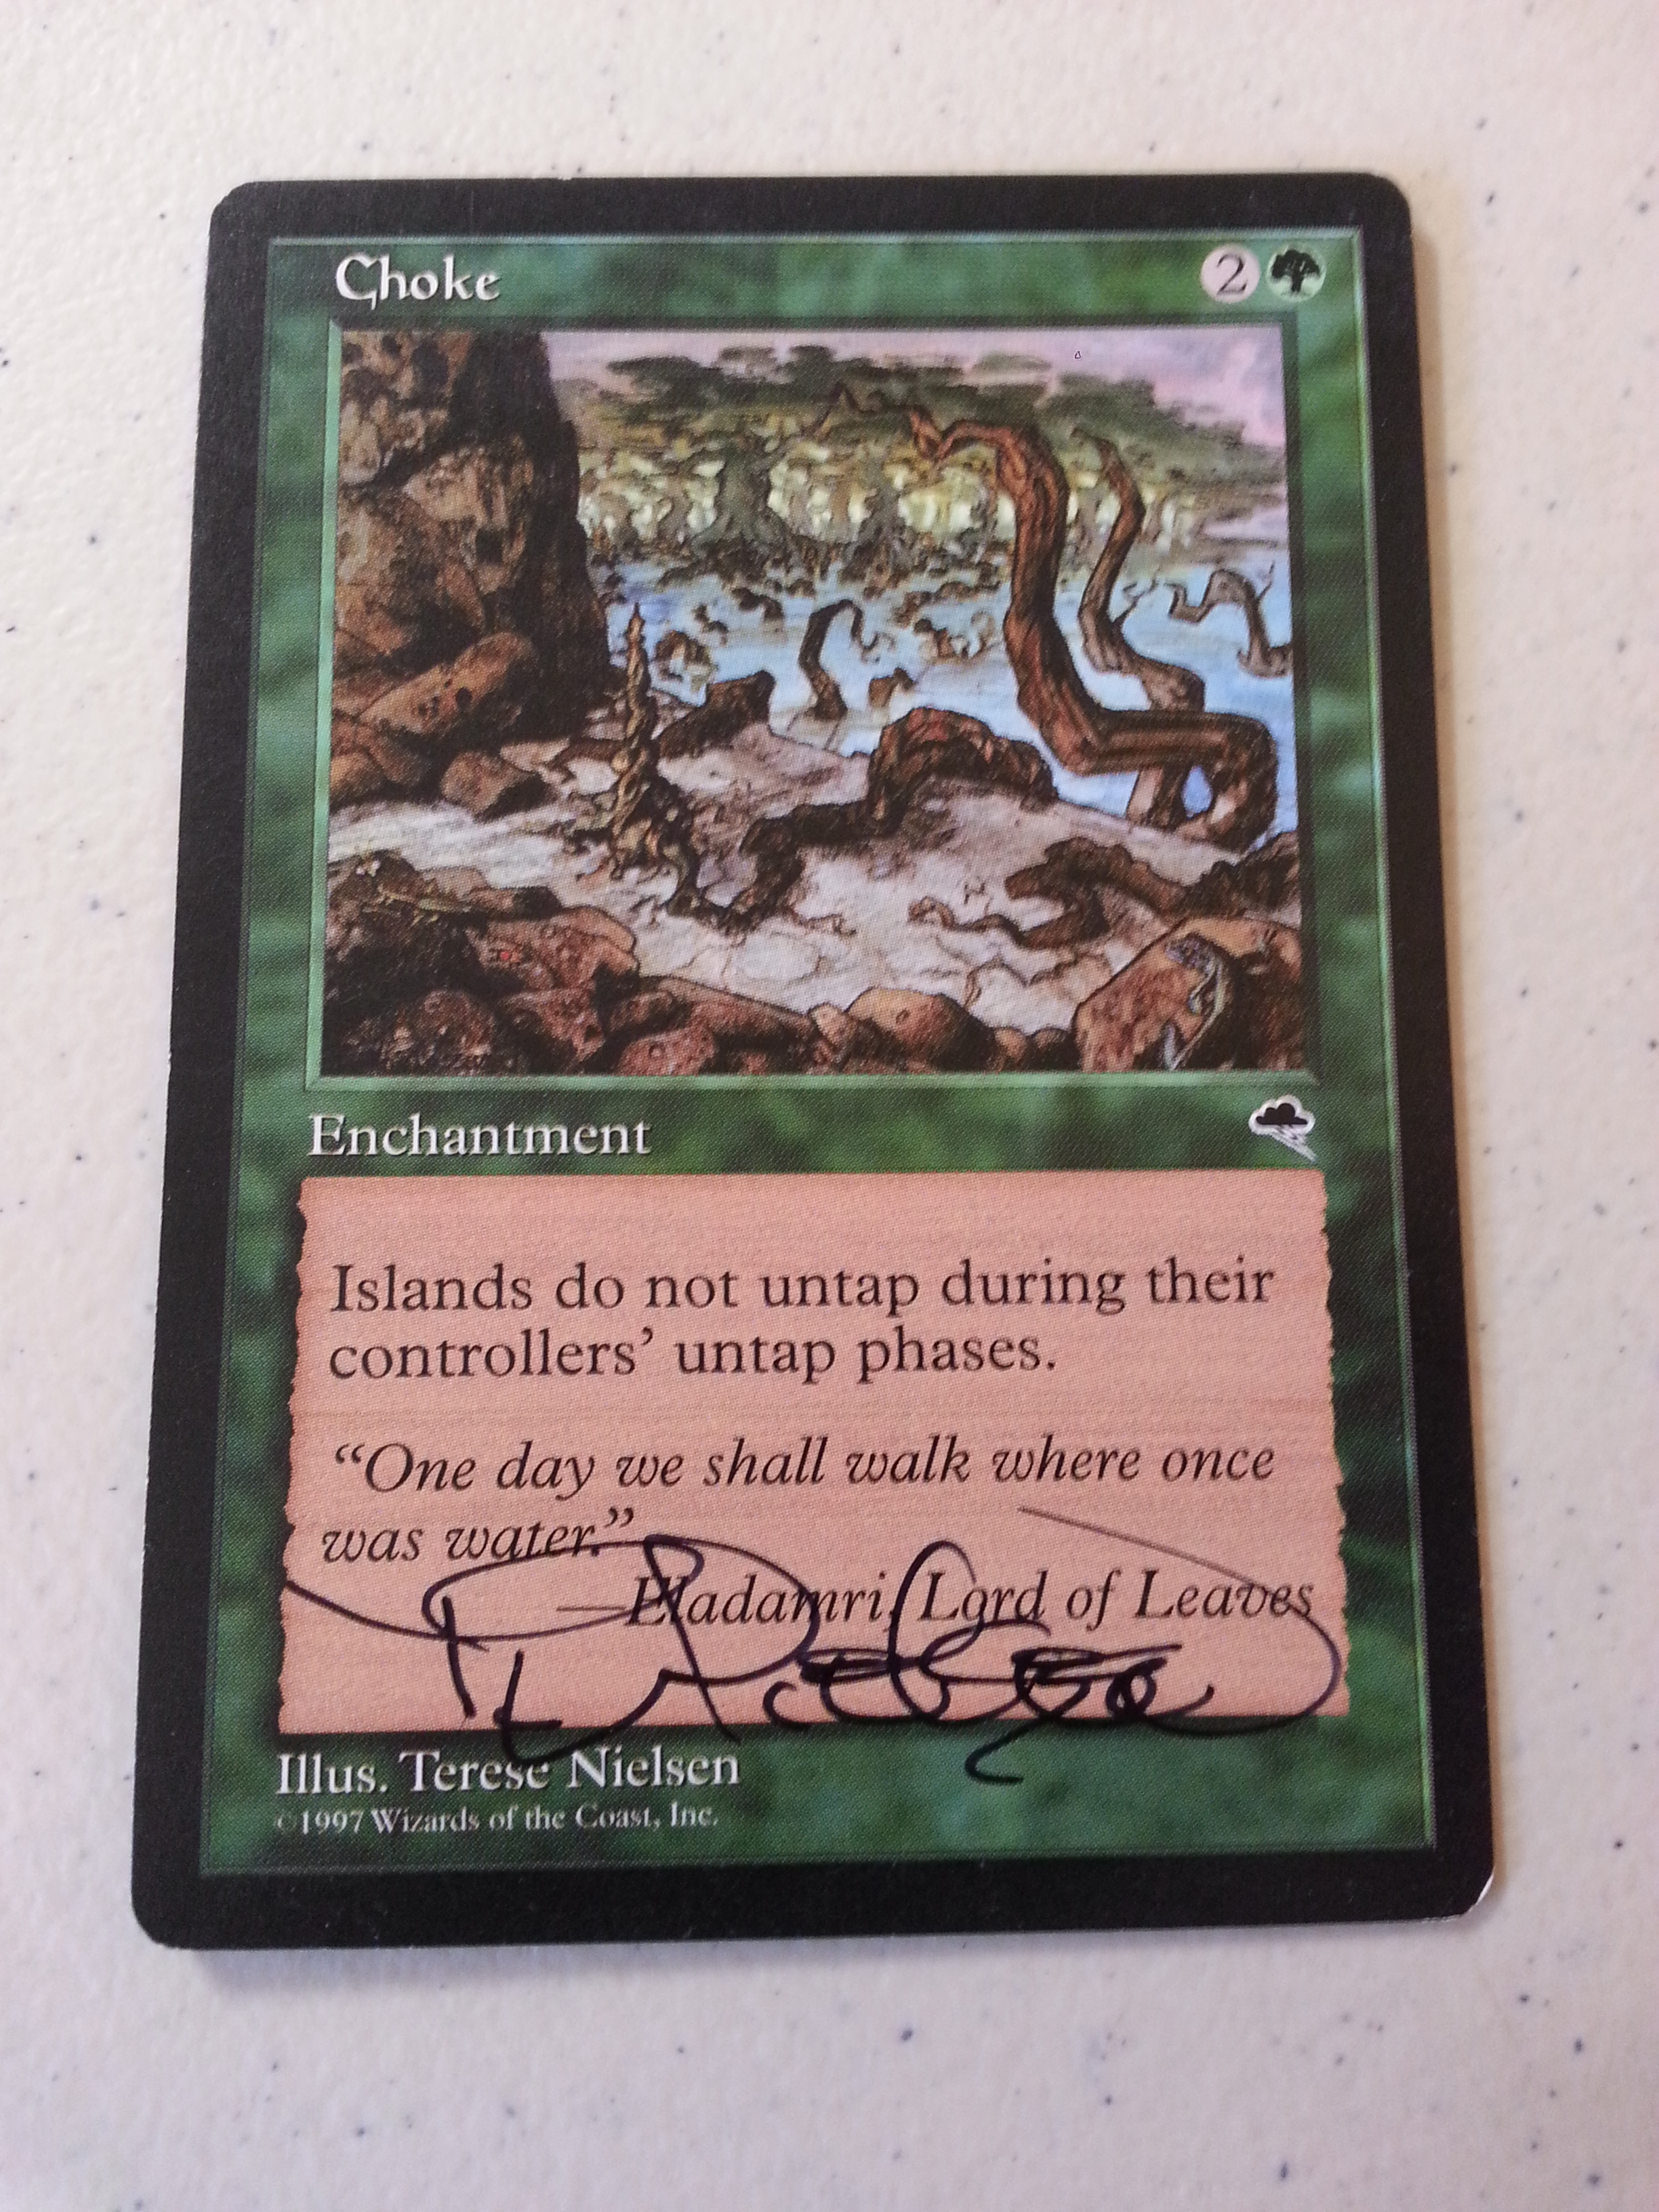 Choke
2
Enchantment
Islands do not untap during their
controllers’ untap phases.
“One day we shall walk where once
was water.”
—Eladamri, Lord of Leaves
Illus. Terese Nielsen
©1997 Wizards of the Coast, Inc.